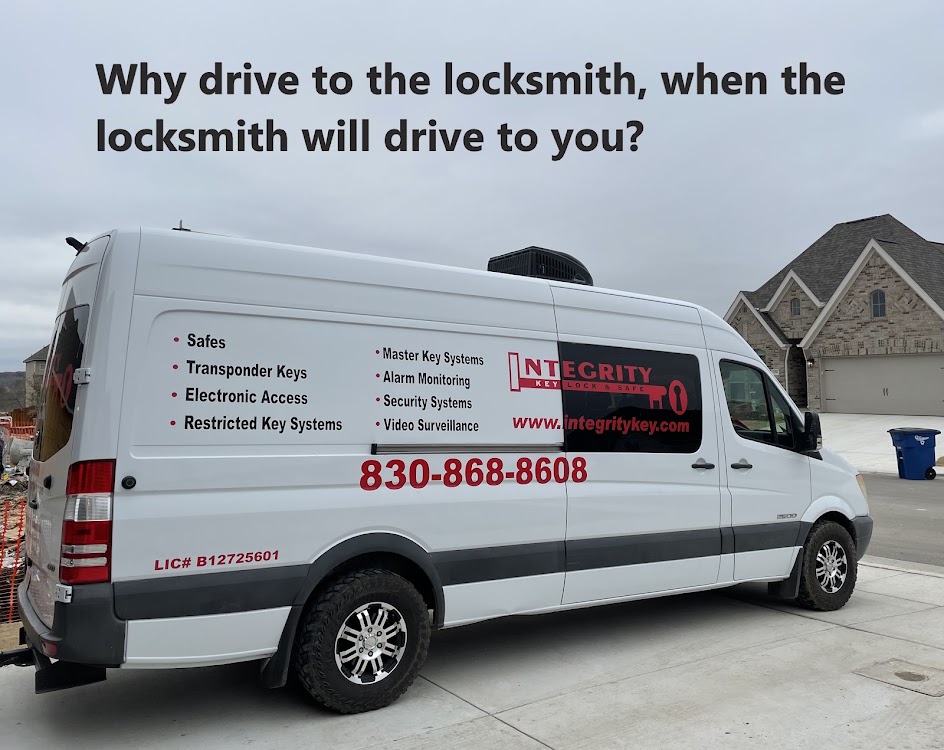 Why drive to the locksmith, when the
locksmith will drive to you?
• Safes
• Transponder Keys
• Electronic Access
• Restricted Key Systems
• Master Key Systems
• Alarm Monitoring
• Security Systems
• Video Surveillance
INTEGRITY
KEY LOCK & SAFE
www.integritykey.com
830-868-8608
LIC# B12725601
2500